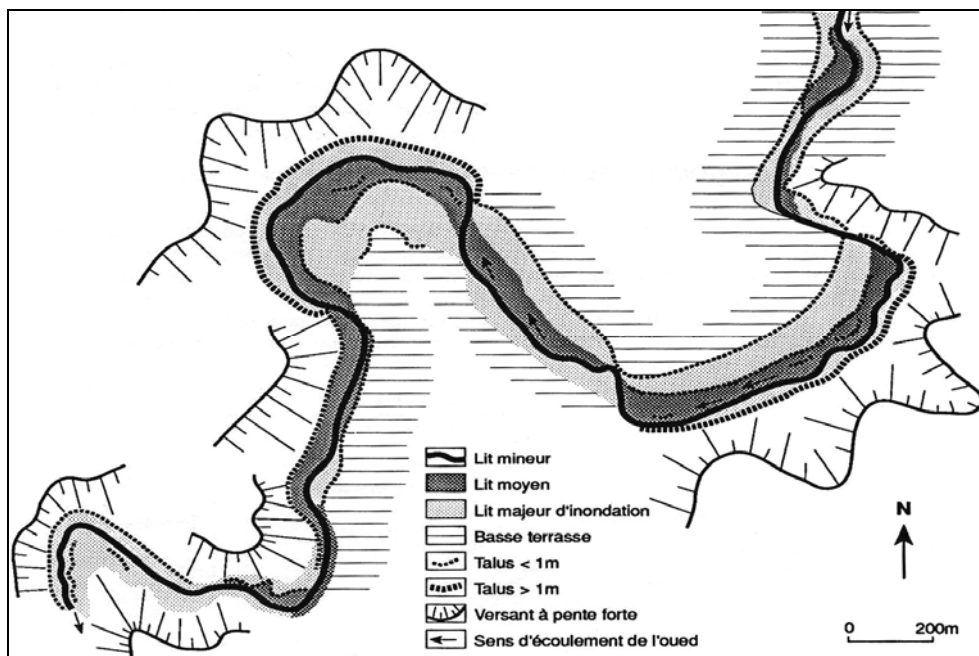 Lit mineur
Lit moyen
Lit majeur d'inondation
Basse terrasse
Talus < 1m
Talus > 1m
Versant à pente forte
Sens d'écoulement de l'oued
N
0 200m